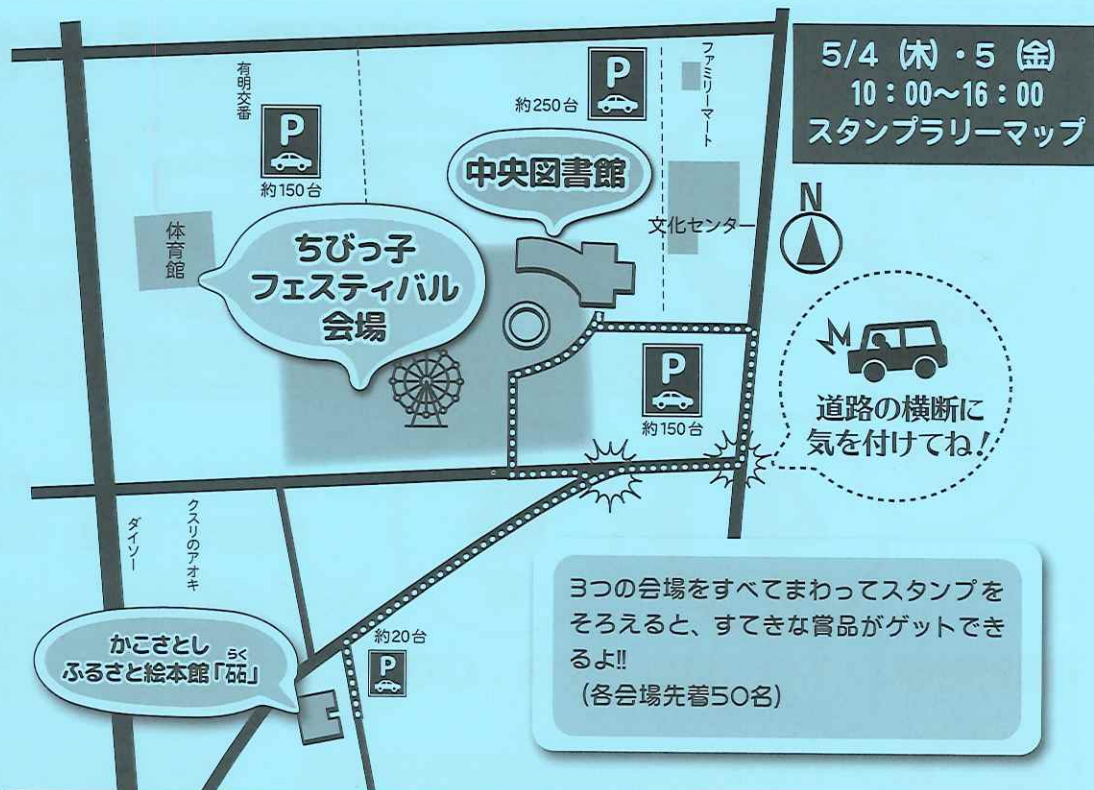 5/4 (木)・5 (金)
10:00~16:00
スタンプラリーマップ
有明交番
P
約150台
P
約250台
ファミリーマート
中央図書館
文化センター
N
体育館
ちびっ子
フェスティバル
会場
P
約150台
道路の横断に
気を付けてね!
ダイソー
クスリのアオキ
かこさとし
ふるさと絵本館「砳」
らく
約20台
P
3つの会場をすべてまわってスタンプを
そろえると、すてきな賞品がゲットでき
るよ!!
(各会場先着50名)